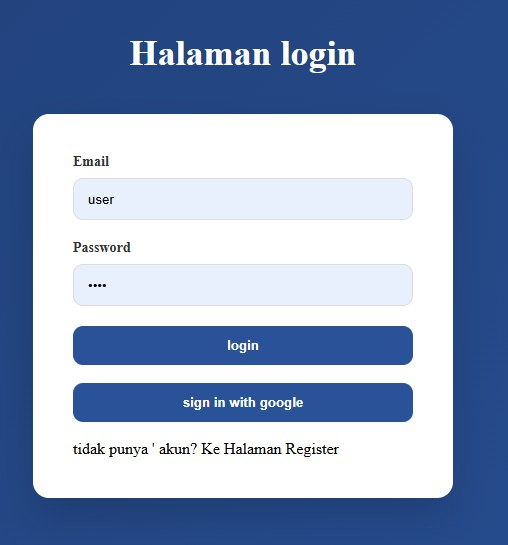 Halaman login
Email
user
Password
••••
login
sign in with google
tidak punya ' akun? Ke Halaman Register